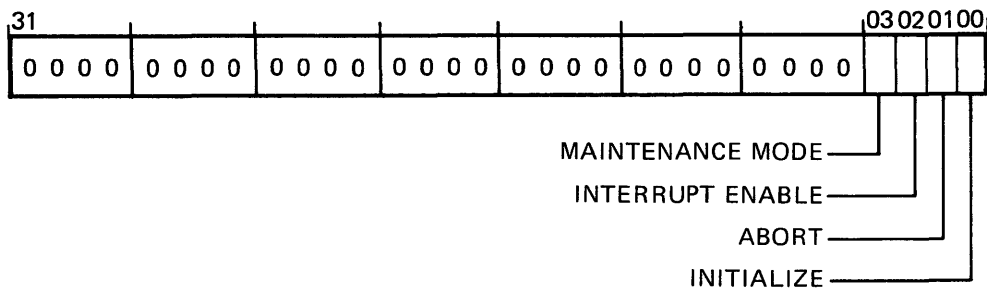 31 03 02 01 00
0 0 0 0 0 0 0 0 0 0 0 0 0 0 0 0 0 0 0 0 0 0 0 0 0 0 0 0
MAINTENANCE MODE
INTERRUPT ENABLE
ABORT
INITIALIZE